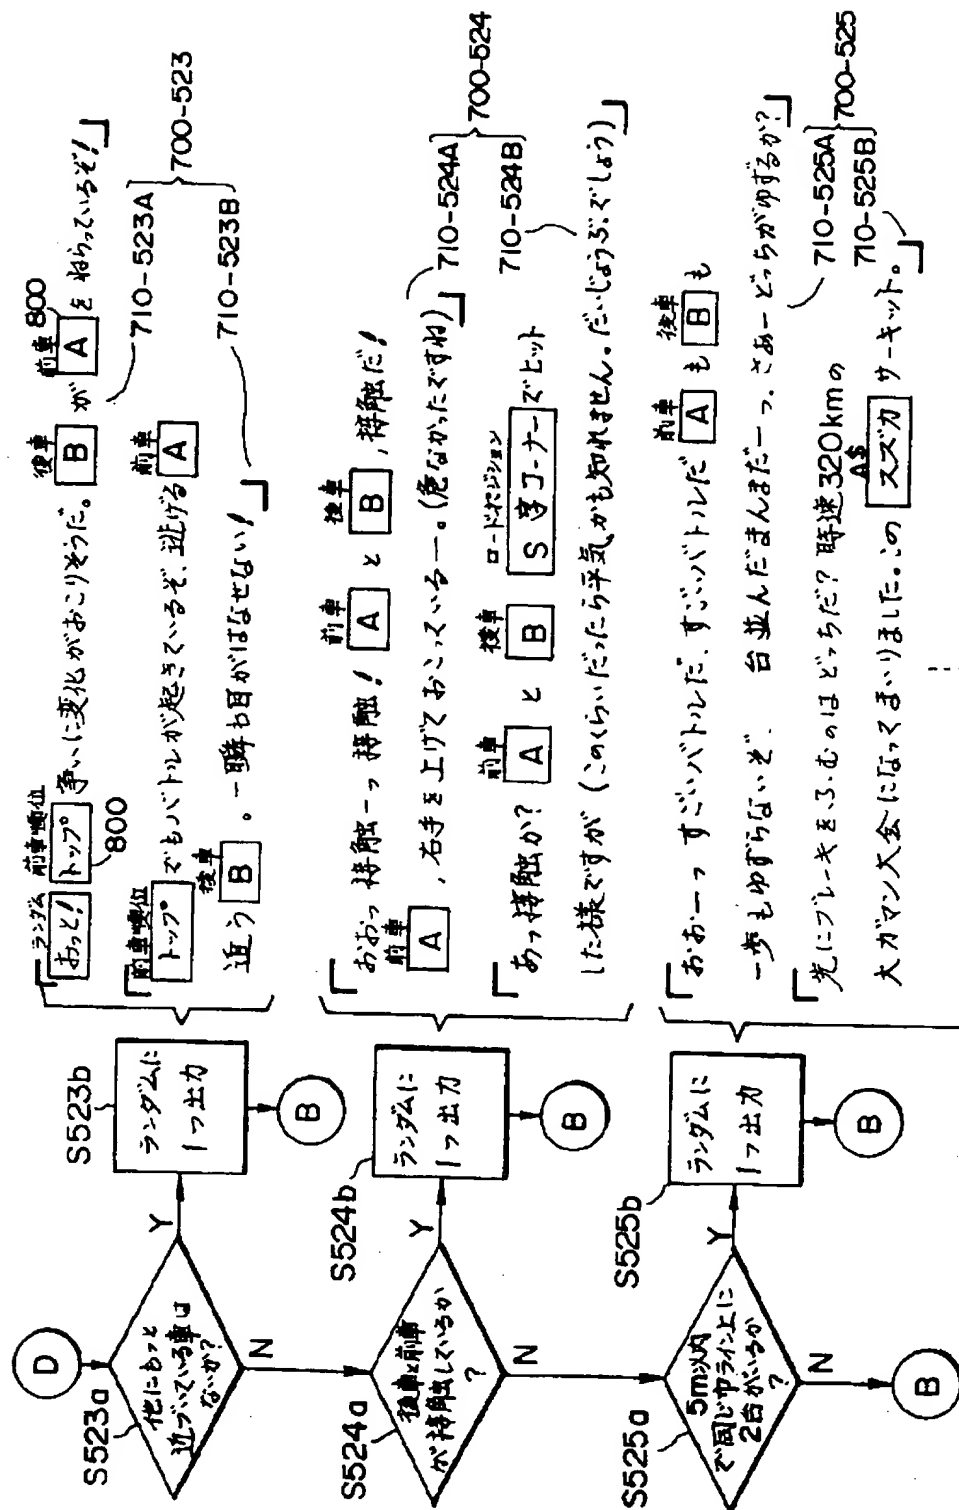 D
S523a
他にもっと
近づいている車は
ないか?
Y
N
S523b
ランダムに
1つ出力
B
ランダム 前車順位 後車 前車 800
「おっと! トップ 争いに変化がおこりそうだ。 B が A をねらっているぞ!」
800
710-523A
700-523
前車順位 前車
「トップ でもバトルが起きているぞ、逃げる A
後車
追う B 。一瞬も目がはなせない!」
710-523B
S524a
後車と前車
が接触しているか
?
Y
N
S524b
ランダムに
1つ出力
B
前車 後車
「おおっ接触ーっ接触! A と B , 接触だ!
前車
A , 右手を上げておこっているー。(危なかったですね)」
710-524A
700-524
前車 後車 ロードポジション
「あっ接触か? A と B S字コーナー でヒット
した様ですが (このくらいだったら平気かも知れません。だいじょうぶでしょう)」
710-524B
S525a
5m以内
で同じ巾ライン上に
2台がいるか
?
Y
N
B
S525b
ランダムに
1つ出力
B
前車 後車
「おおーっすごいバトルだ、すごいバトルだ A も B も
一歩もゆずらないぞ、 台並んだまんまだーっ。さあーどっちがゆずるか?」
710-525A
700-525
「先にブレーキをふむのはどっちだ? 時速320kmの
A$
大ガマン大会になってまいりました。この スズカ サーキット。」
710-525B